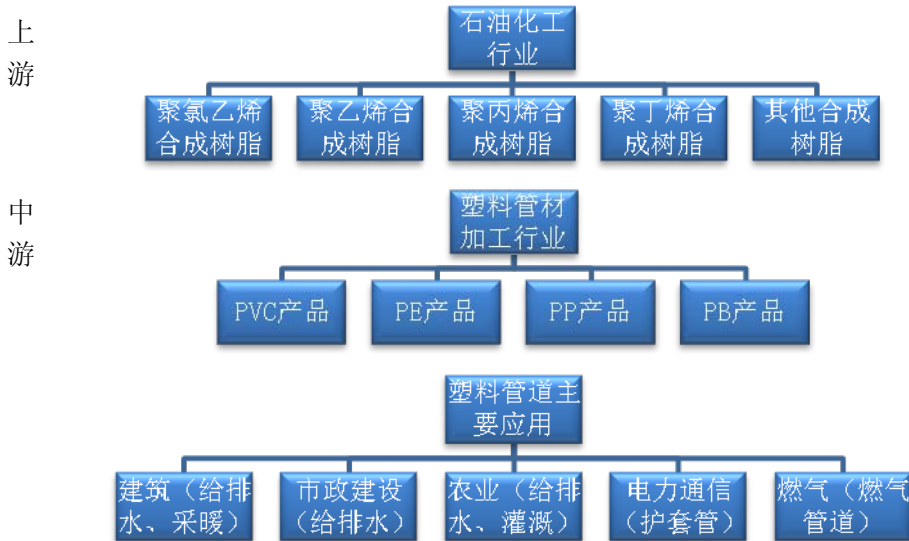 上
游
石油化工
行业
聚氯乙烯
合成树脂
聚乙烯合
成树脂
聚丙烯合
成树脂
聚丁烯合
成树脂
其他合成
树脂
中
游
塑料管材
加工行业
PVC产品
PE产品
PP产品
PB产品
塑料管道主
要应用
建筑（给排
水、采暖）
市政建设
（给排水）
农业（给排
水、灌溉）
电力通信
（护套管）
燃气（燃气
管道）